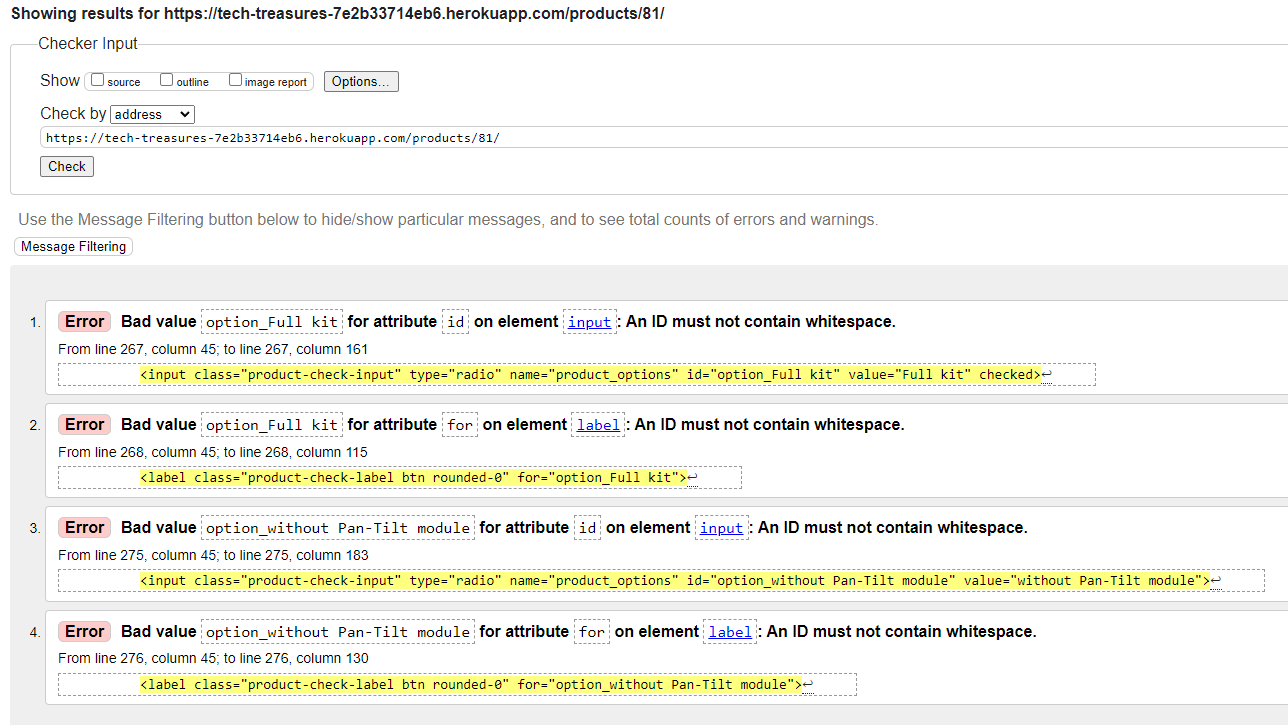 Showing results for https://tech-treasures-7e2b33714eb6.herokuapp.com/products/81/
Checker Input
Show source outline image report Options...
Check by address
https://tech-treasures-7e2b33714eb6.herokuapp.com/products/81/
Check
Use the Message Filtering button below to hide/show particular messages, and to see total counts of errors and warnings.
Message Filtering
1. Error Bad value option_Full kit for attribute id on element input: An ID must not contain whitespace.
From line 267, column 45; to line 267, column 161
<input class="product-check-input" type="radio" name="product_options" id="option_Full kit" value="Full kit" checked>↩
2. Error Bad value option_Full kit for attribute for on element label: An ID must not contain whitespace.
From line 268, column 45; to line 268, column 115
<label class="product-check-label btn rounded-0" for="option_Full kit">↩
3. Error Bad value option_without Pan-Tilt module for attribute id on element input: An ID must not contain whitespace.
From line 275, column 45; to line 275, column 183
<input class="product-check-input" type="radio" name="product_options" id="option_without Pan-Tilt module" value="without Pan-Tilt module">↩
4. Error Bad value option_without Pan-Tilt module for attribute for on element label: An ID must not contain whitespace.
From line 276, column 45; to line 276, column 130
<label class="product-check-label btn rounded-0" for="option_without Pan-Tilt module">↩